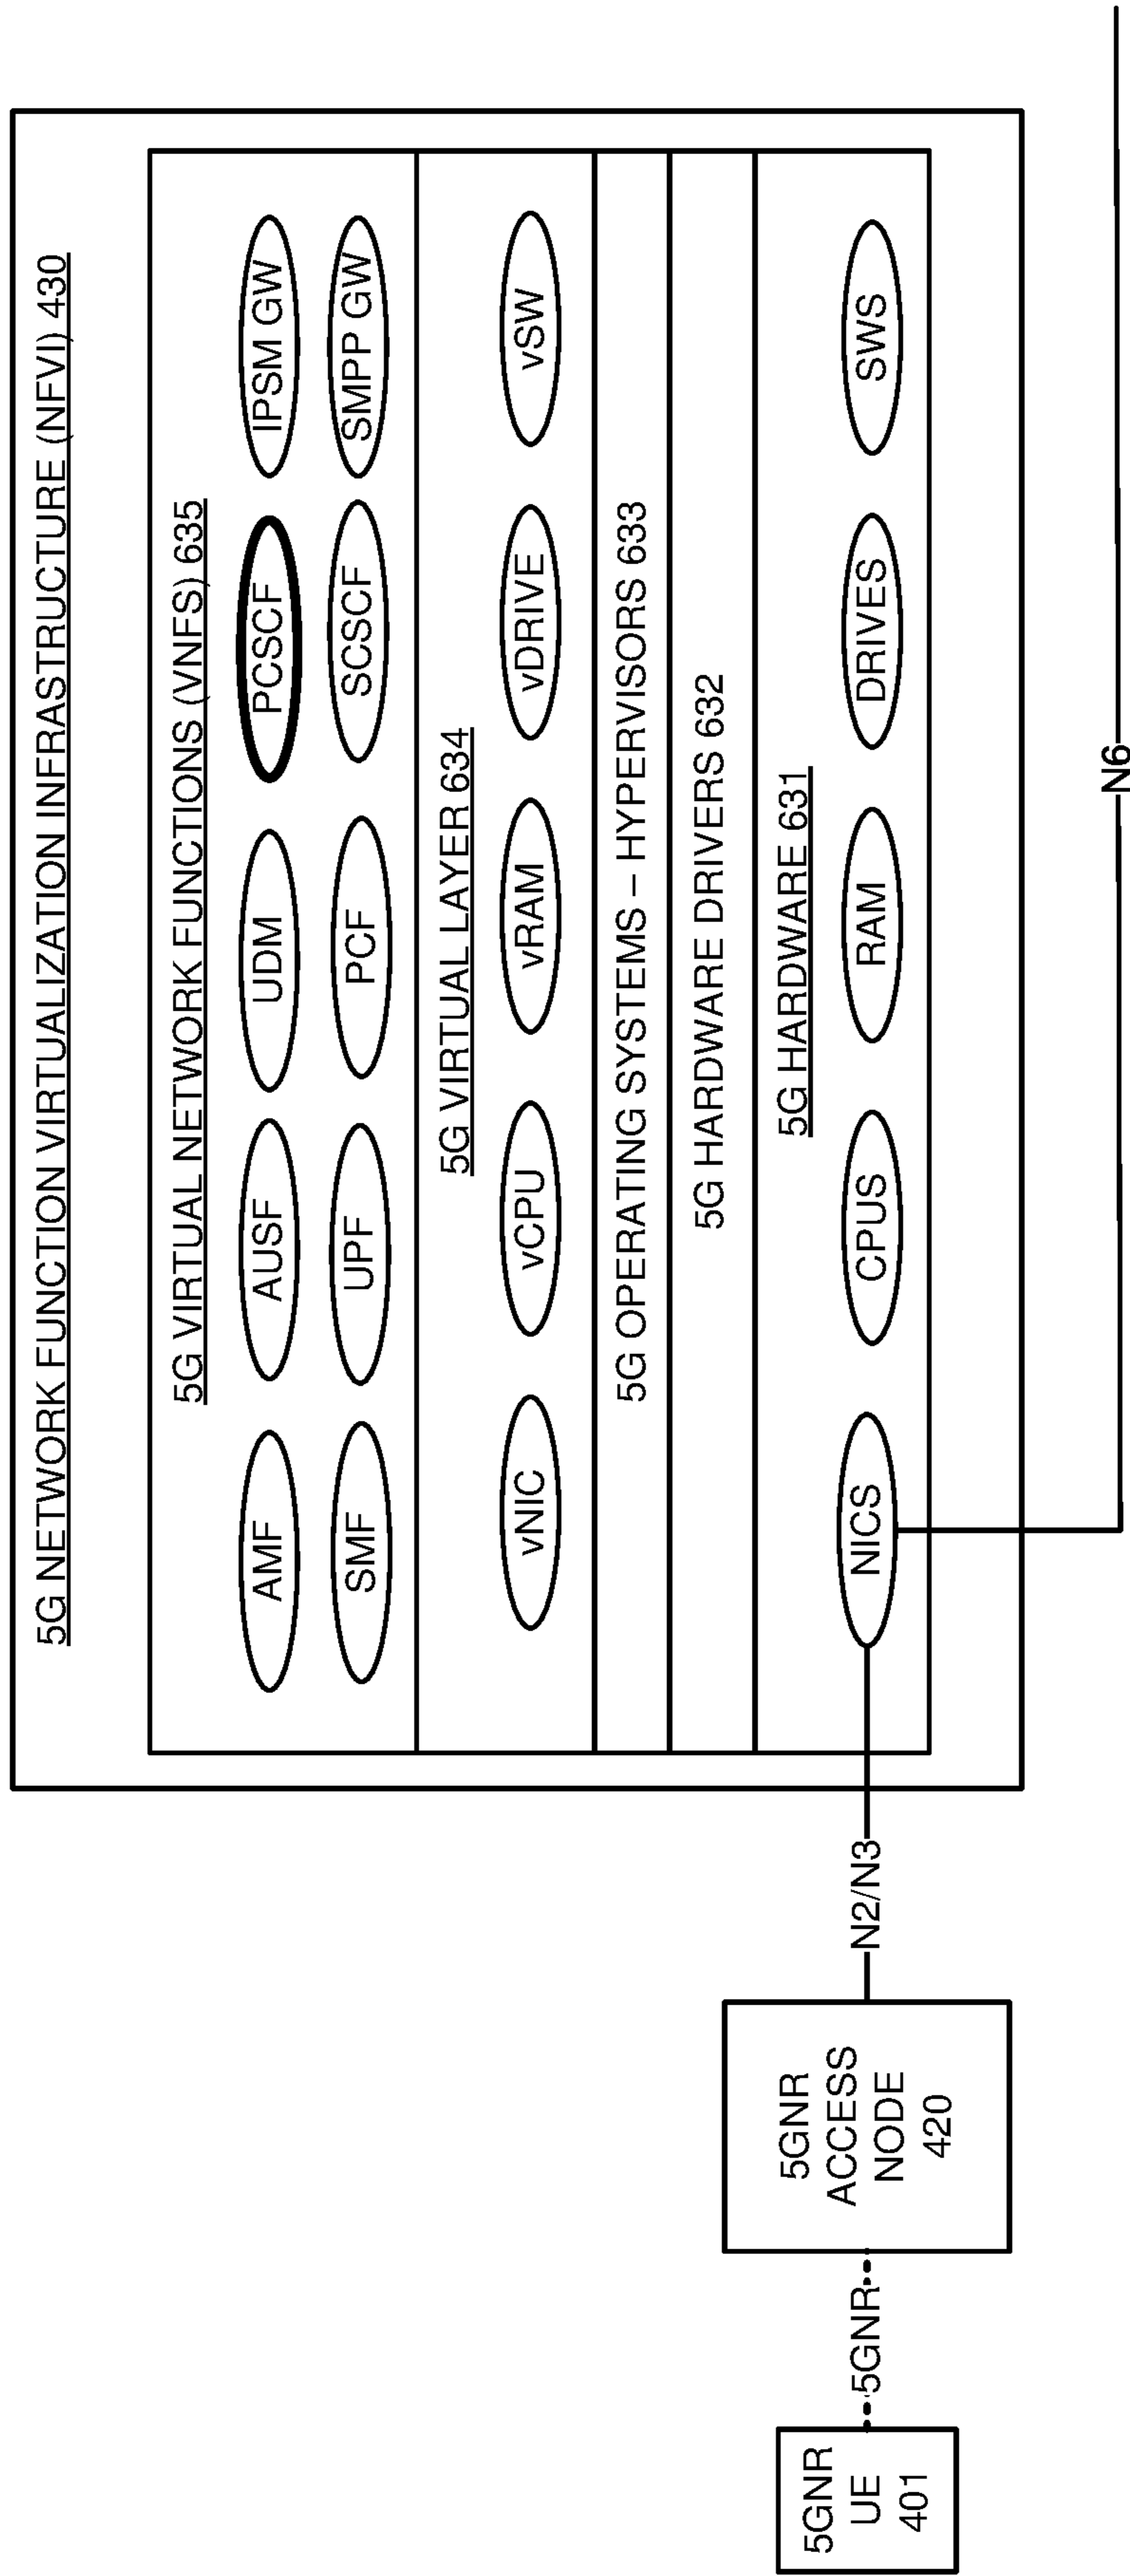 5G NETWORK FUNCTION VIRTUALIZATION INFRASTRUCTURE (NFVI) 430
5G VIRTUAL NETWORK FUNCTIONS (VNFS) 635
AMF AUSF UDM PCSCF IPSM GW
SMF UPF PCF SCSCF SMPP GW
5G VIRTUAL LAYER 634
vNIC vCPU vRAM vDRIVE vSW
5G OPERATING SYSTEMS – HYPERVISORS 633
5G HARDWARE DRIVERS 632
5G HARDWARE 631
NICS CPUS RAM DRIVES SWS
5GNR
UE
401
5GNR
5GNR
ACCESS
NODE
420
N2/N3
N6